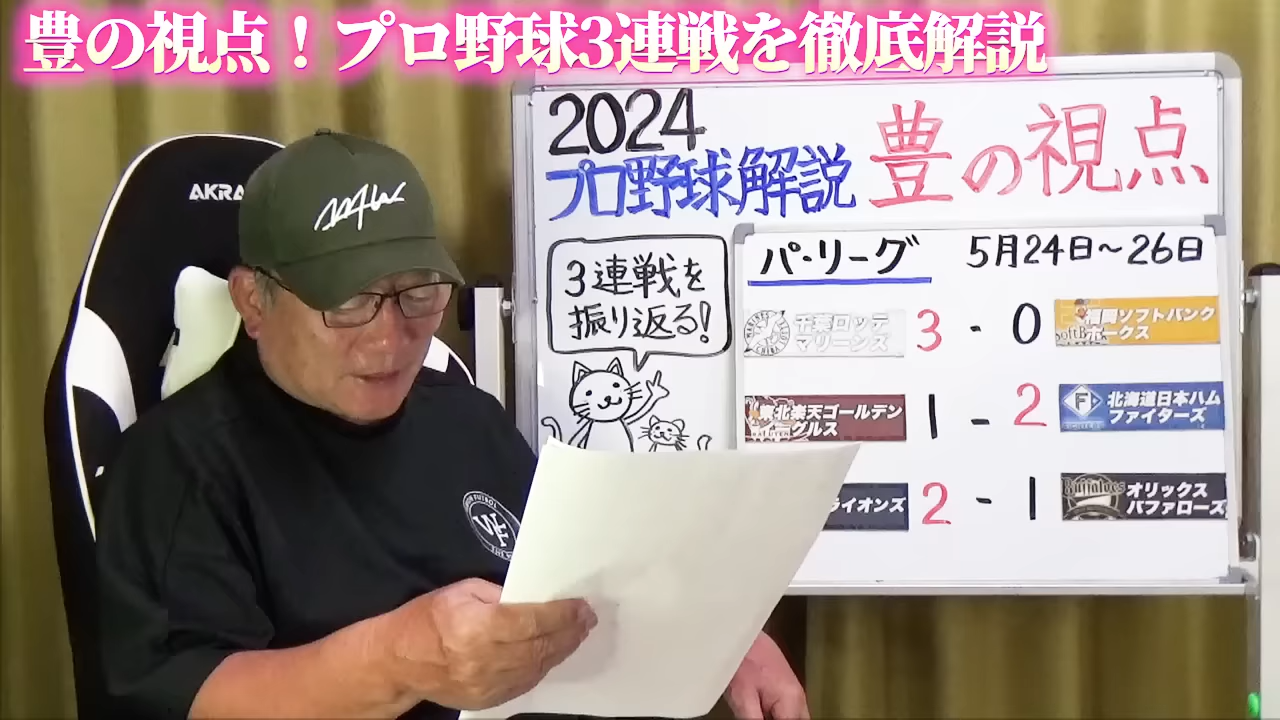 豊の視点！プロ野球3連戦を徹底解説
2024
プロ野球解説 豊の視点
3連戦を
振り返る!
パ・リーグ 5月24日～26日
千葉ロッテ
マリーンズ
3 - 0
福岡ソフトバンク
ホークス
東北楽天ゴールデン
イーグルス
1 - 2
F
北海道日本ハム
ファイターズ
ライオンズ
2 - 1
Buffaloes
オリックス
バファローズ
AKRA